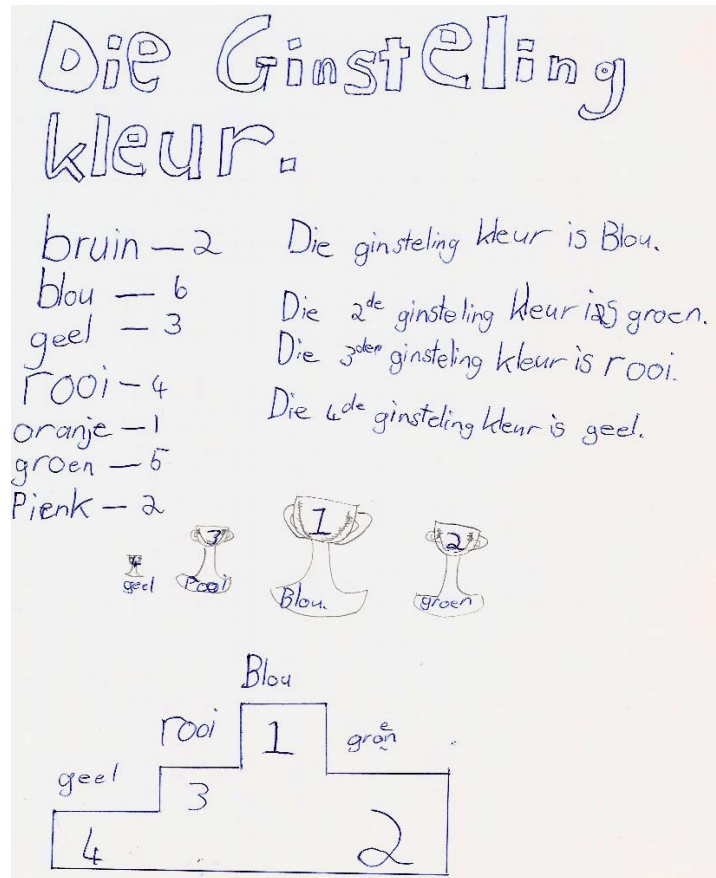 Die Ginsteling
kleur.
bruin — 2
blou — 6
geel — 3
rooi — 4
oranje — 1
groen — 5
Pienk — 2
Die ginsteling kleur is Blou.
Die 2de ginsteling kleur is groen.
Die 3der ginsteling kleur is rooi.
Die 4de ginsteling kleur is geel.
4 3 1 2
geel Rooi Blou. groen
Blou
rooi 1 groen
geel 3
4 2